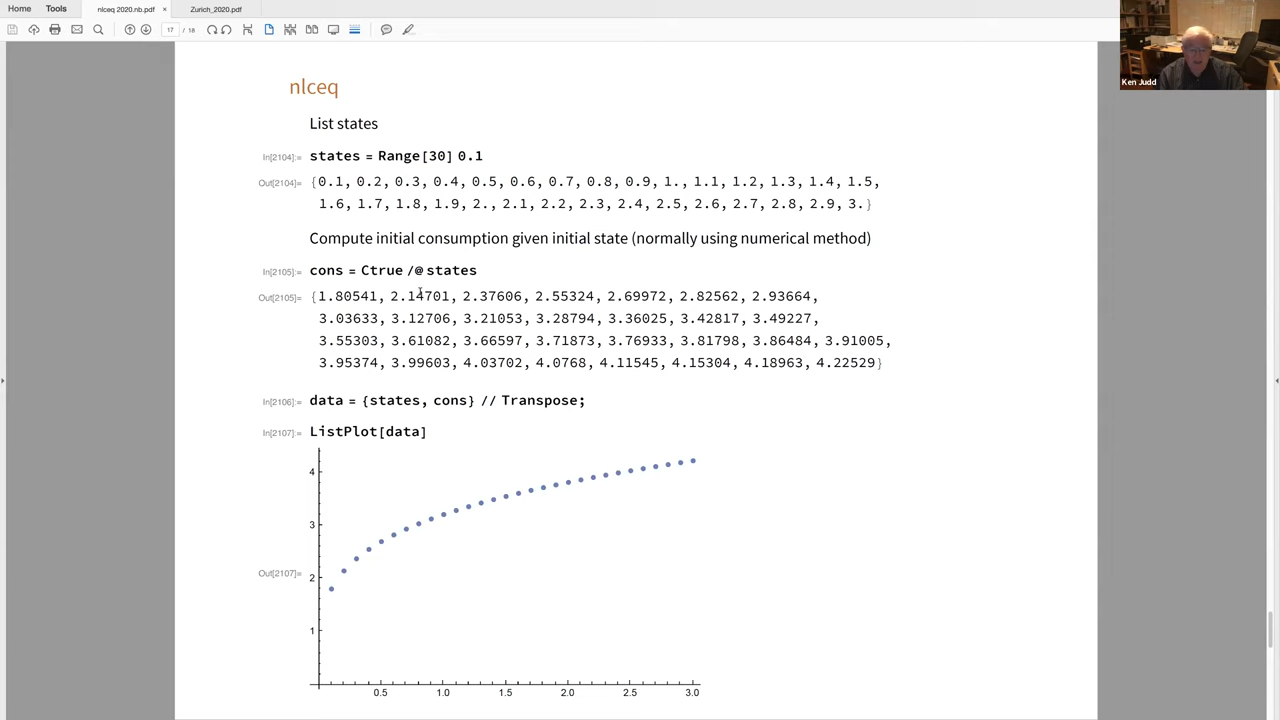 Home
Tools
nlceq 2020.nb.pdf
×
Zurich_2020.pdf
17 / 18
Ken Judd
nlceq
List states
In[2104]:= states = Range[30] 0.1
Out[2104]= {0.1, 0.2, 0.3, 0.4, 0.5, 0.6, 0.7, 0.8, 0.9, 1., 1.1, 1.2, 1.3, 1.4, 1.5,
1.6, 1.7, 1.8, 1.9, 2., 2.1, 2.2, 2.3, 2.4, 2.5, 2.6, 2.7, 2.8, 2.9, 3.}
Compute initial consumption given initial state (normally using numerical method)
In[2105]:= cons = Ctrue /@ states
Out[2105]= {1.80541, 2.14701, 2.37606, 2.55324, 2.69972, 2.82562, 2.93664,
3.03633, 3.12706, 3.21053, 3.28794, 3.36025, 3.42817, 3.49227,
3.55303, 3.61082, 3.66597, 3.71873, 3.76933, 3.81798, 3.86484, 3.91005,
3.95374, 3.99603, 4.03702, 4.0768, 4.11545, 4.15304, 4.18963, 4.22529}
In[2106]:= data = {states, cons} // Transpose;
In[2107]:= ListPlot[data]
4
3
Out[2107]= 2
1
0.5 1.0 1.5 2.0 2.5 3.0